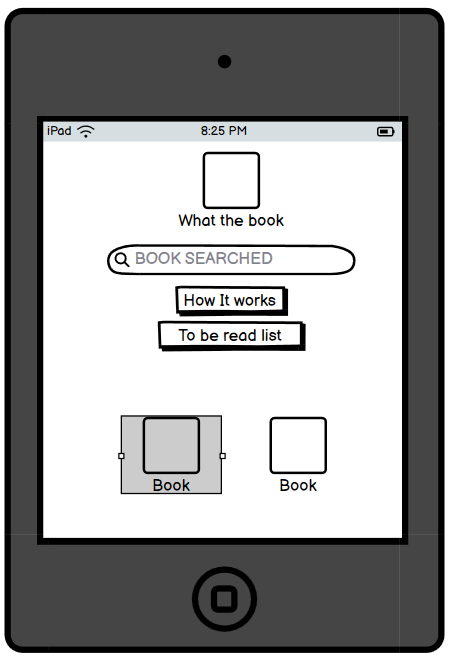 iPad 8:25 PM
What the book
BOOK SEARCHED
How It works
To be read list
Book Book